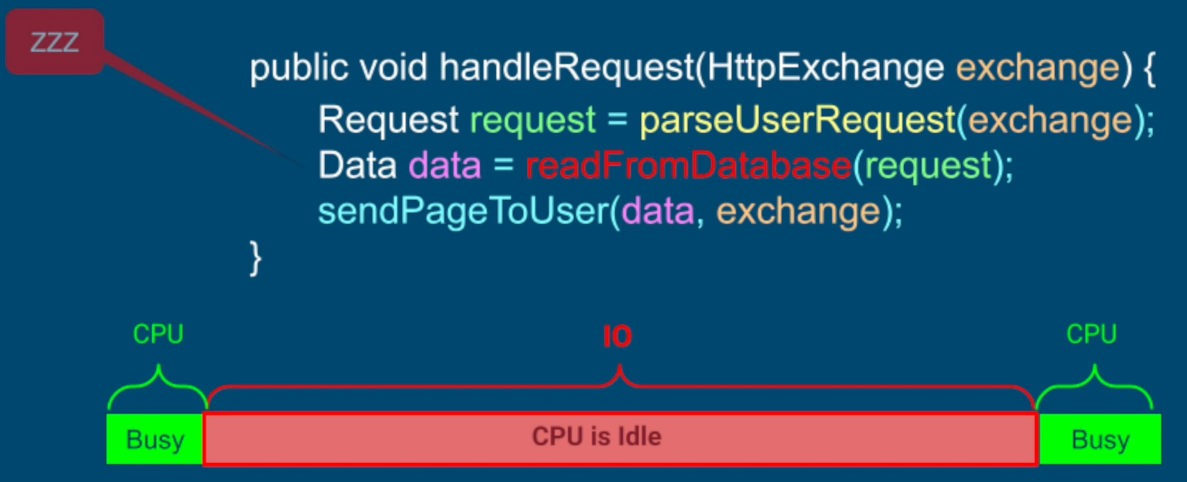 zzz
public void handleRequest(HttpExchange exchange) {
Request request = parseUserRequest(exchange);
Data data = readFromDatabase(request);
sendPageToUser(data, exchange);
}
CPU IO CPU
Busy CPU is Idle Busy